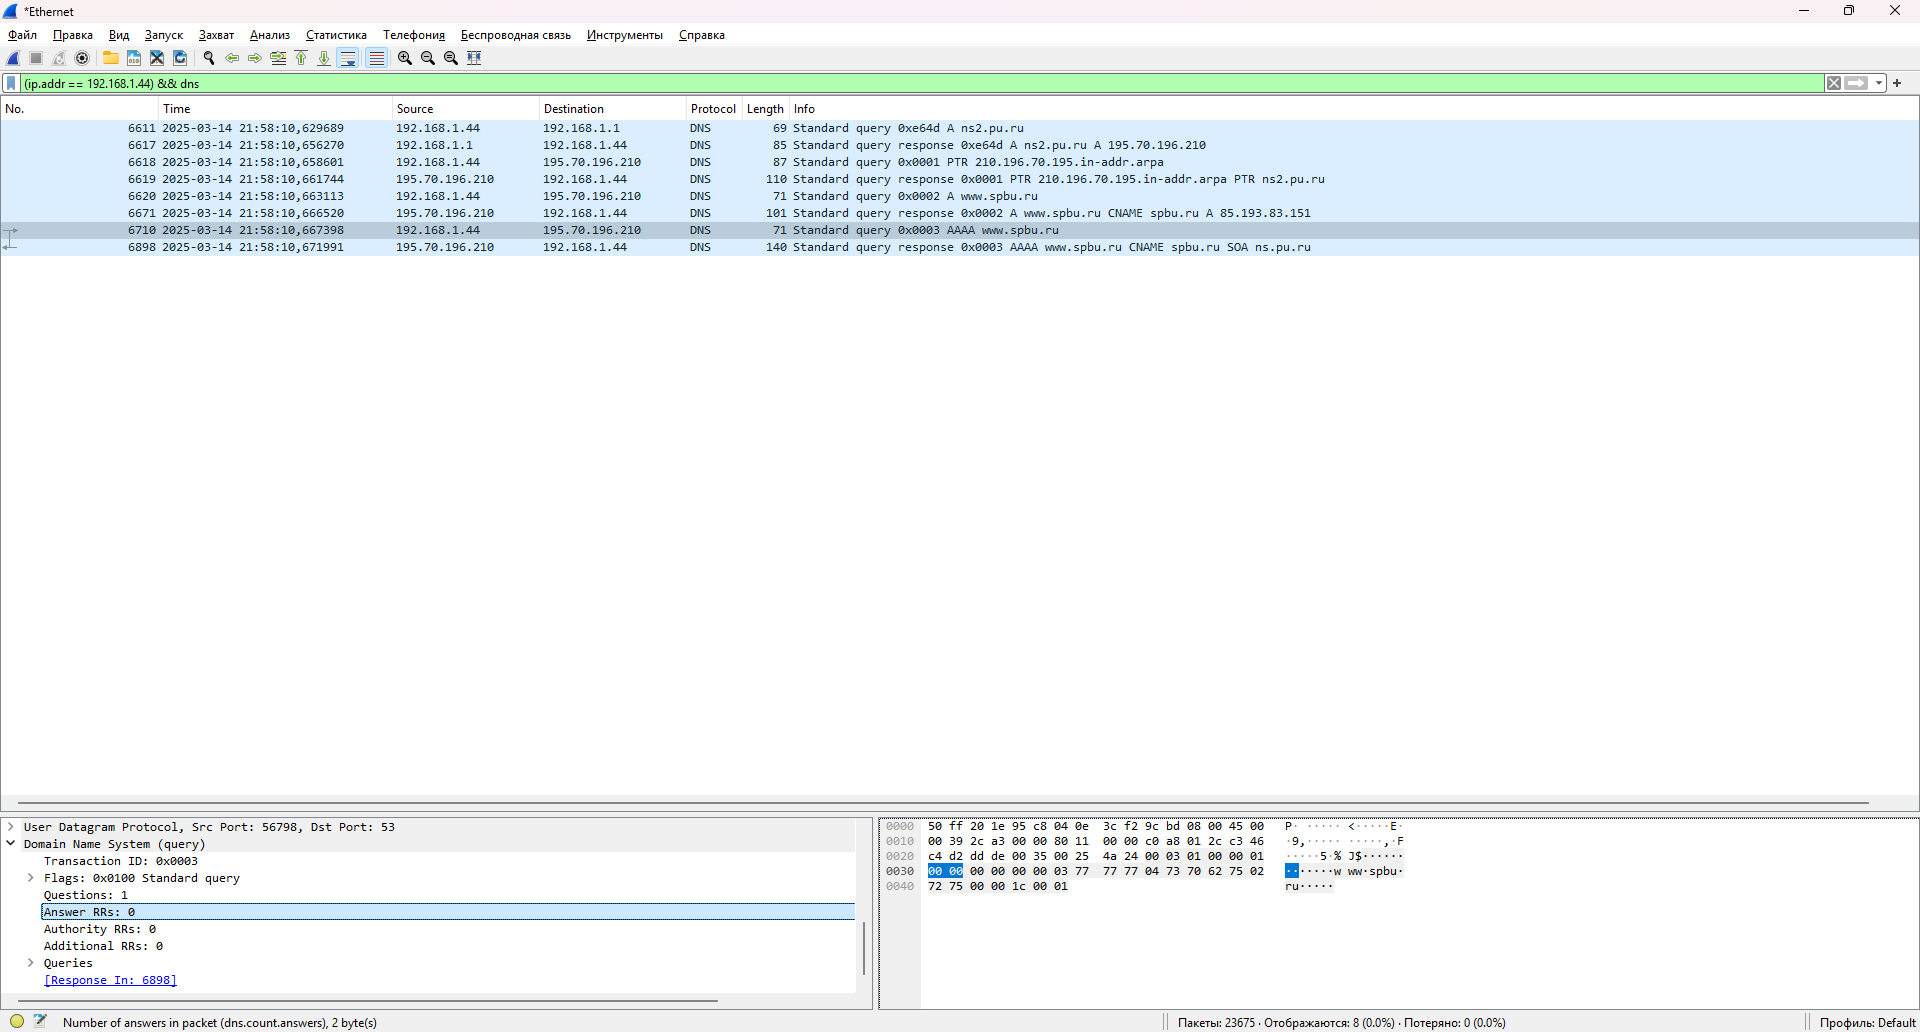 *Ethernet
Файл Правка Вид Запуск Захват Анализ Статистика Телефония Беспроводная связь Инструменты Справка
(ip.addr == 192.168.1.44) && dns
No. Time Source Destination Protocol Length Info
6611 2025-03-14 21:58:10,629689 192.168.1.44 192.168.1.1 DNS 69 Standard query 0xe64d A ns2.pu.ru
6617 2025-03-14 21:58:10,656270 192.168.1.1 192.168.1.44 DNS 85 Standard query response 0xe64d A ns2.pu.ru A 195.70.196.210
6618 2025-03-14 21:58:10,658601 192.168.1.44 195.70.196.210 DNS 87 Standard query 0x0001 PTR 210.196.70.195.in-addr.arpa
6619 2025-03-14 21:58:10,661744 195.70.196.210 192.168.1.44 DNS 110 Standard query response 0x0001 PTR 210.196.70.195.in-addr.arpa PTR ns2.pu.ru
6620 2025-03-14 21:58:10,663113 192.168.1.44 195.70.196.210 DNS 71 Standard query 0x0002 A www.spbu.ru
6671 2025-03-14 21:58:10,666520 195.70.196.210 192.168.1.44 DNS 101 Standard query response 0x0002 A www.spbu.ru CNAME spbu.ru A 85.193.83.151
6710 2025-03-14 21:58:10,667398 192.168.1.44 195.70.196.210 DNS 71 Standard query 0x0003 AAAA www.spbu.ru
6898 2025-03-14 21:58:10,671991 195.70.196.210 192.168.1.44 DNS 140 Standard query response 0x0003 AAAA www.spbu.ru CNAME spbu.ru SOA ns.pu.ru
User Datagram Protocol, Src Port: 56798, Dst Port: 53
Domain Name System (query)
Transaction ID: 0x0003
Flags: 0x0100 Standard query
Questions: 1
Answer RRs: 0
Authority RRs: 0
Additional RRs: 0
Queries
[Response In: 6898]
0000 50 ff 20 1e 95 c8 04 0e 3c f2 9c bd 08 00 45 00 P· ····· <·····E·
0010 00 39 2c a3 00 00 80 11 00 00 c0 a8 01 2c c3 46 ·9,····· ·····,·F
0020 c4 d2 dd de 00 35 00 25 4a 24 00 03 01 00 00 01 ·····5·% J$······
0030 00 00 00 00 00 00 03 77 77 77 04 73 70 62 75 02 ·······w ww·spbu·
0040 72 75 00 00 1c 00 01 ru·····
Number of answers in packet (dns.count.answers), 2 byte(s)
Пакеты: 23675 · Отображаются: 8 (0.0%) · Потеряно: 0 (0.0%)
Профиль: Default